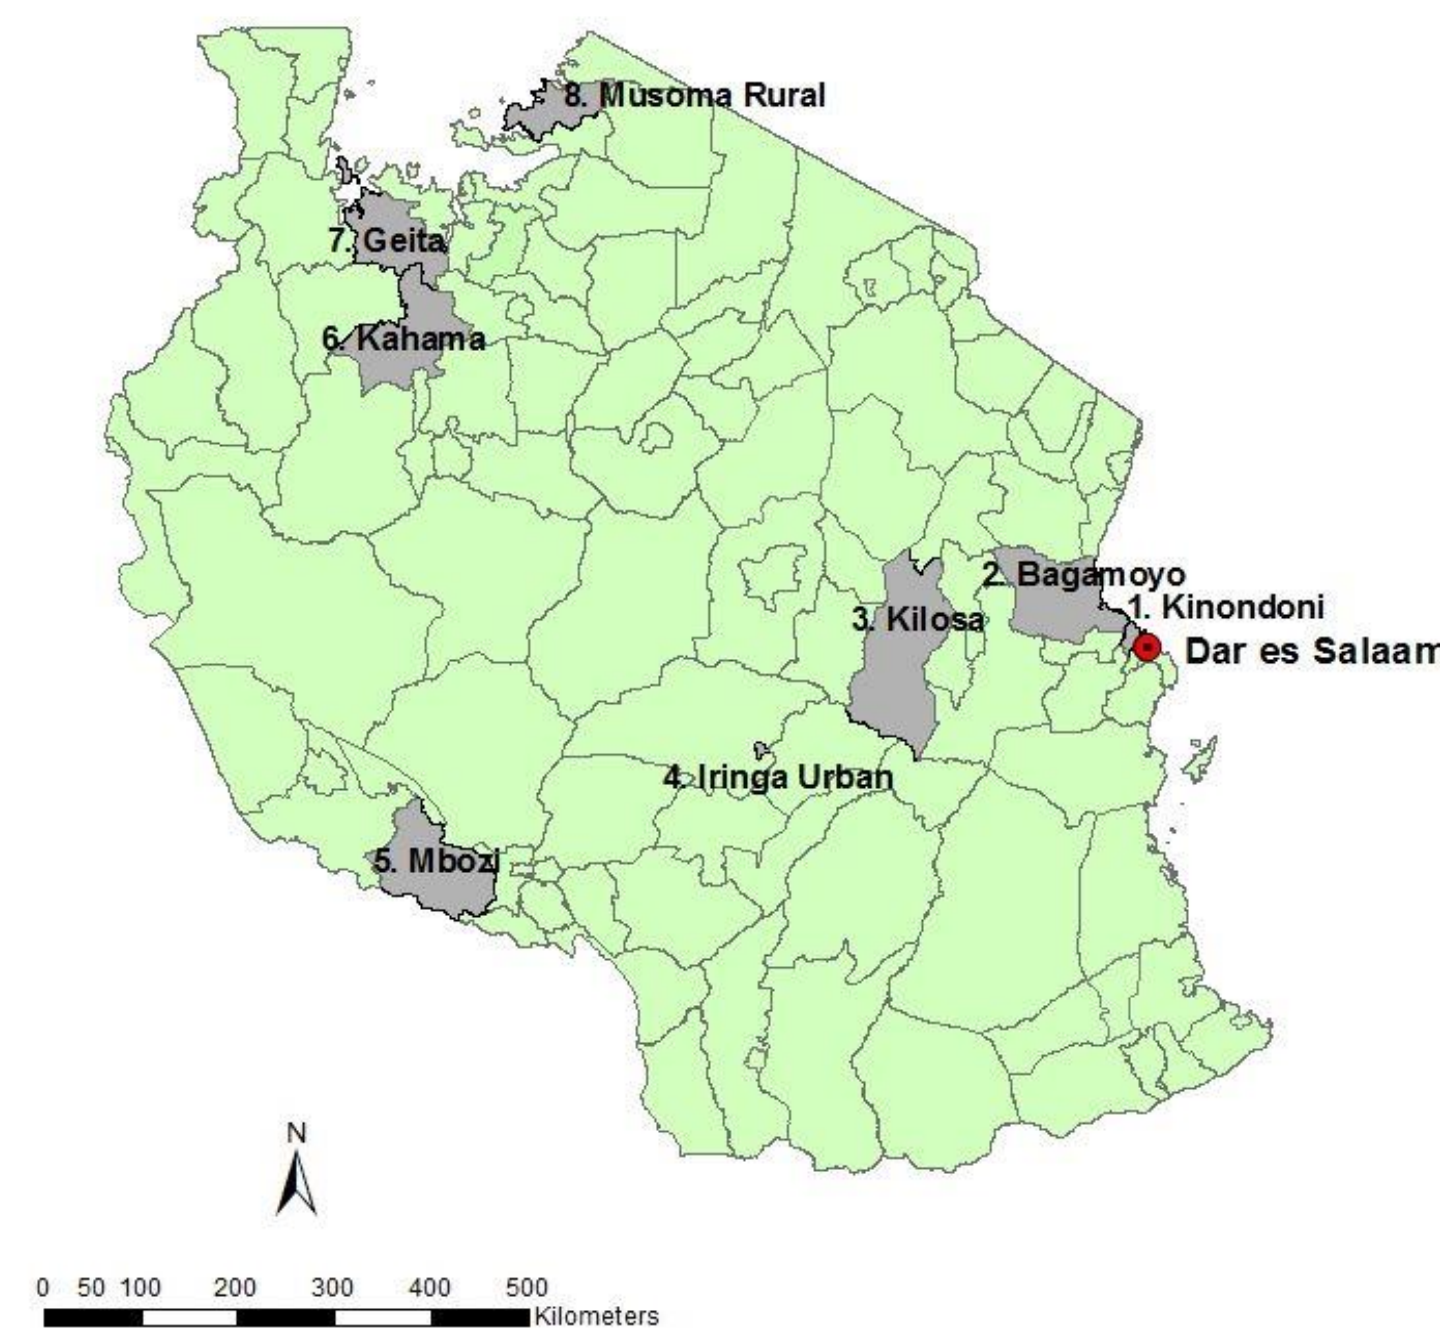 8. Musoma Rural
7. Geita
6. Kahama
2. Bagamoyo
1. Kinondoni
3. Kilosa
Dar es Salaam
4. Iringa Urban
5. Mbozi
N
0 50 100 200 300 400 500
Kilometers